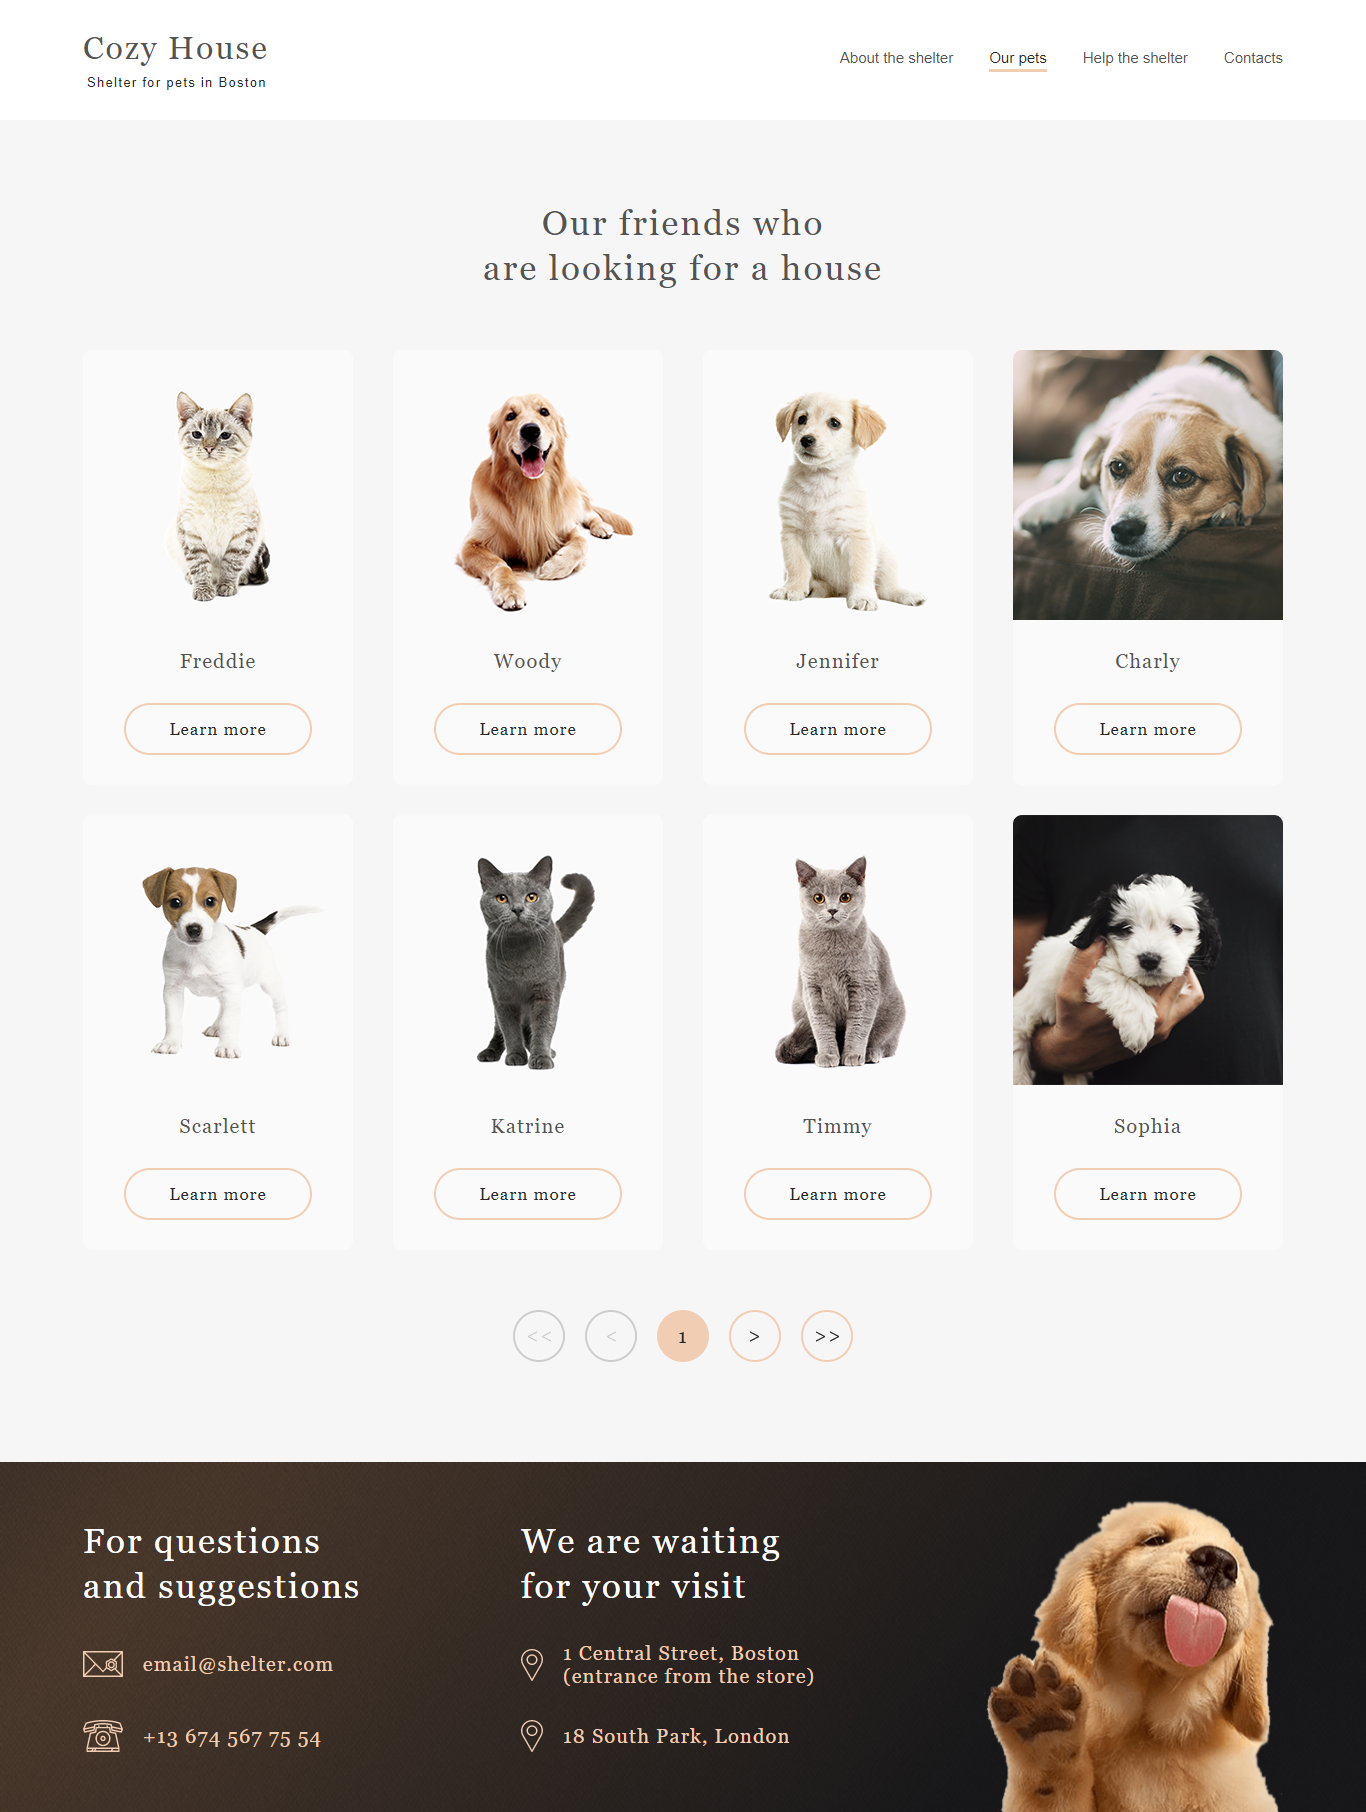 Cozy House
Shelter for pets in Boston
About the shelter
Our pets
Help the shelter
Contacts
Our friends who
are looking for a house
Freddie
Woody
Jennifer
Charly
Learn more
Learn more
Learn more
Learn more
Scarlett
Katrine
Timmy
Sophia
Learn more
Learn more
Learn more
Learn more
<<
<
1
>
>>
For questions
and suggestions
email@shelter.com
+13 674 567 75 54
We are waiting
for your visit
1 Central Street, Boston
(entrance from the store)
18 South Park, London